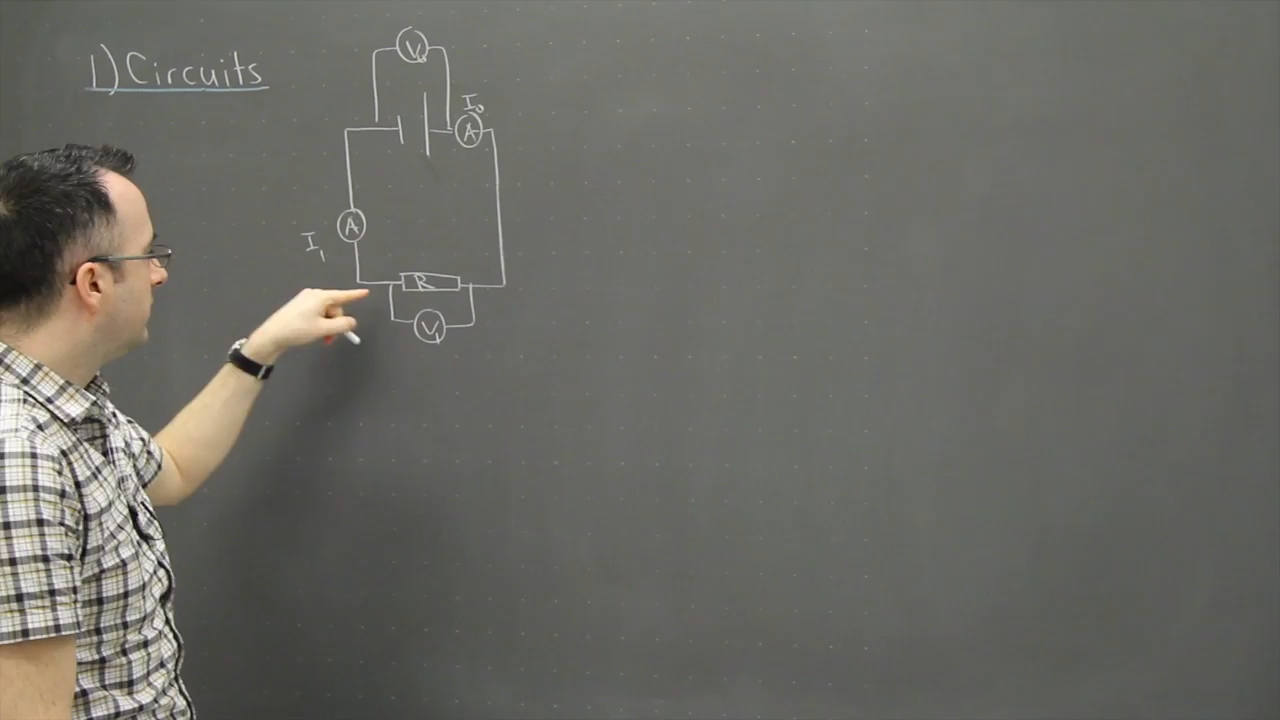 1) Circuits
V₀
I₀
A
A
I₁
R
V₁